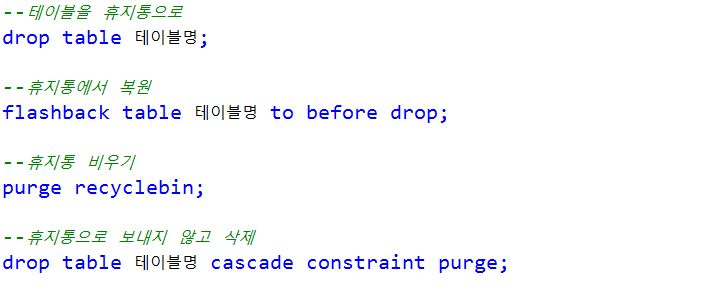 --테이블을 휴지통으로
drop table 테이블명;
--휴지통에서 복원
flashback table 테이블명 to before drop;
--휴지통 비우기
purge recyclebin;
--휴지통으로 보내지 않고 삭제
drop table 테이블명 cascade constraint purge;